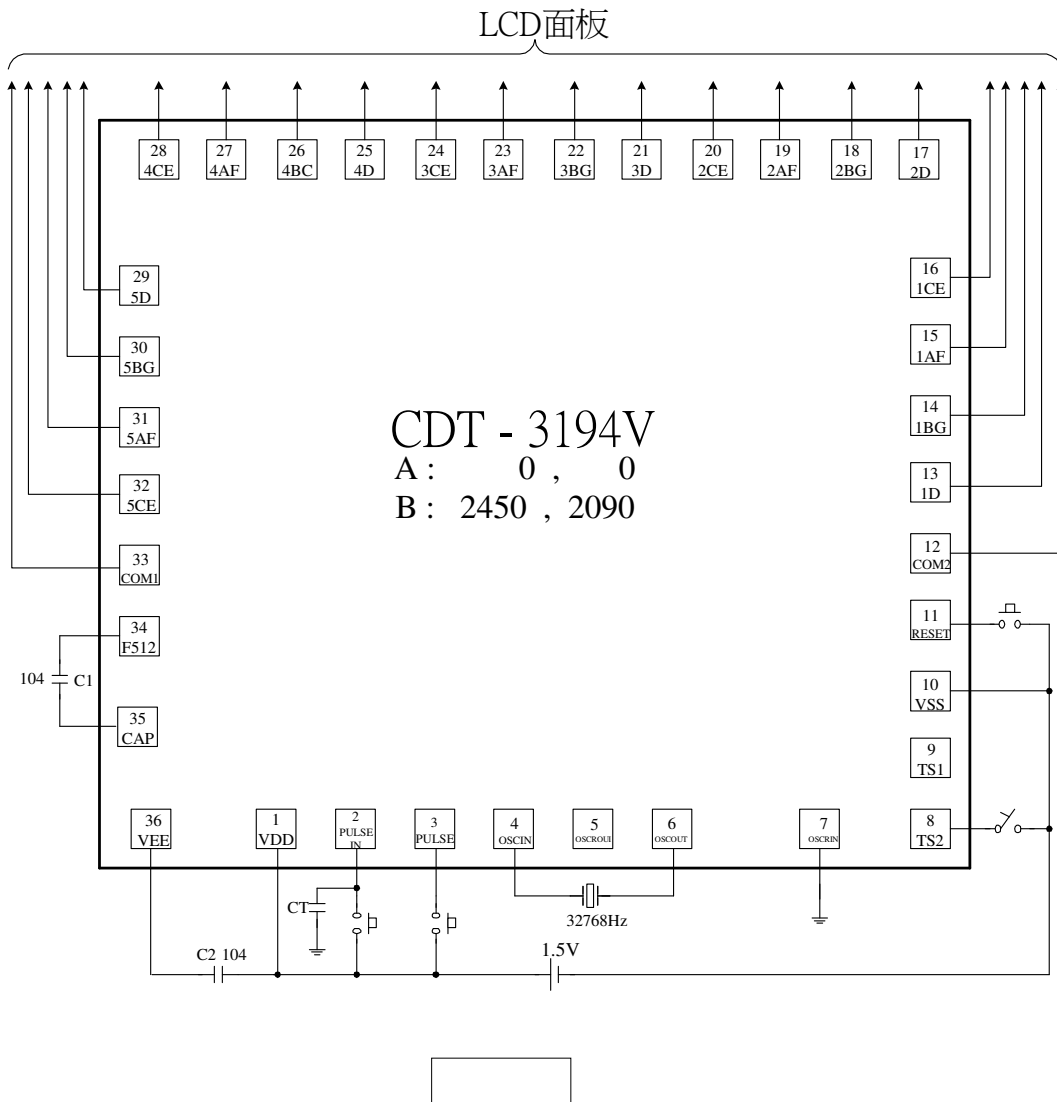 LCD面板
28
4CE
27
4AF
26
4BC
25
4D
24
3CE
23
3AF
22
3BG
21
3D
20
2CE
19
2AF
18
2BG
17
2D
29
5D
30
5BG
31
5AF
32
5CE
33
COM1
34
F512
35
CAP
104 C1
CDT - 3194V
A : 0 , 0
B : 2450 , 2090
16
1CE
15
1AF
14
1BG
13
1D
12
COM2
11
RESET
10
VSS
9
TS1
8
TS2
36
VEE
1
VDD
2
PULSE
IN
3
PULSE
4
OSCIN
5
OSCROUI
6
OSCOUT
7
OSCRIN
CT
32768Hz
C2 104
1.5V